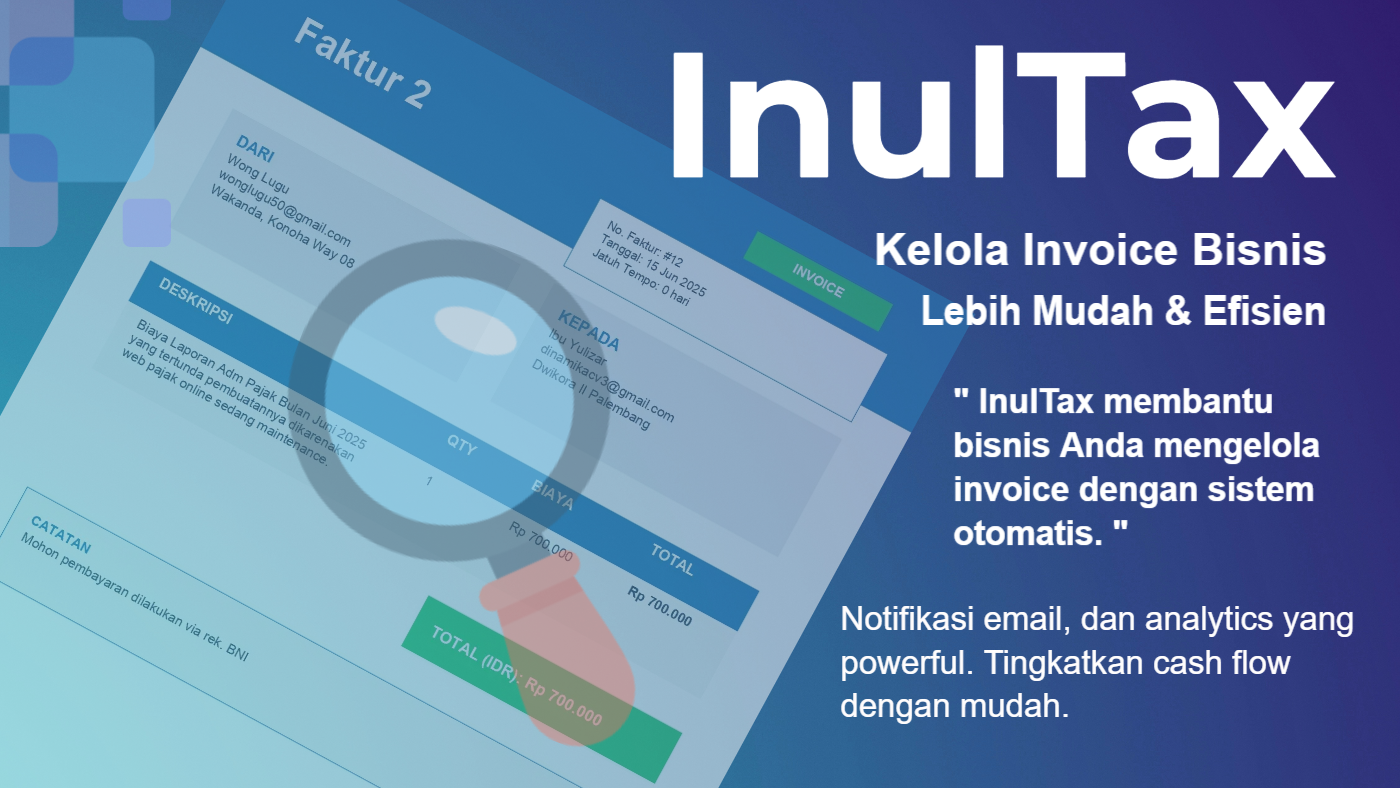 InulTax
Kelola Invoice Bisnis
Lebih Mudah & Efisien
" InulTax membantu
bisnis Anda mengelola
invoice dengan sistem
otomatis. "
Notifikasi email, dan analytics yang
powerful. Tingkatkan cash flow
dengan mudah.
Faktur 2
INVOICE
No. Faktur: #12
Tanggal: 15 Jun 2025
Jatuh Tempo: 0 hari
DARI
Wong Lugu
wonglugu50@gmail.com
Wakanda, Konoha Way 08
KEPADA
Ibu Yulizar
dinamikacv3@gmail.com
Dwikora II Palembang
DESKRIPSI QTY BIAYA TOTAL
Biaya Laporan Adm Pajak Bulan Juni 2025
yang tertunda pembuatannya dikarenakan
web pajak online sedang maintenance.
1 Rp 700.000 Rp 700.000
TOTAL (IDR): Rp 700.000
CATATAN
Mohon pembayaran dilakukan via rek. BNI